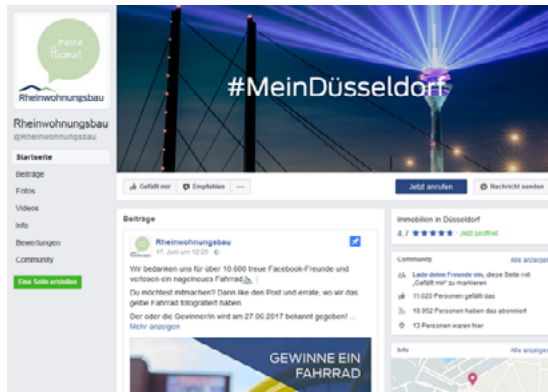 meine
Heimat
Rheinwohnungsbau
#MeinDüsseldorf
Rheinwohnungsbau
@Rheinwohnungsbau
Startseite
Beiträge
Fotos
Videos
Info
Bewertungen
Community
Eine Seite erstellen
Gefällt mir
Empfehlen
Jetzt anrufen
Nachricht senden
Beiträge
Rheinwohnungsbau
17. Juni um 12:25
Wir bedanken uns für über 10.600 treue Facebook-Freunde und
verlosen ein nagelneues Fahrrad
Du möchtest mitmachen? Dann like den Post und errate, wo wir das
gelbe Fahrrad fotografiert haben.
Der oder die Gewinner/in wird am 27.06.2017 bekannt gegeben! ...
Mehr anzeigen
GEWINNE EIN
FAHRRAD
Immobilien in Düsseldorf
4,7 ★★★★★ · Jetzt geöffnet
Community
Alle anzeigen
Lade deine Freunde ein, diese Seite mit
„Gefällt mir“ zu markieren
11.020 Personen gefällt das
10.952 Personen haben das abonniert
13 Personen waren hier
Info
Alle anzeigen